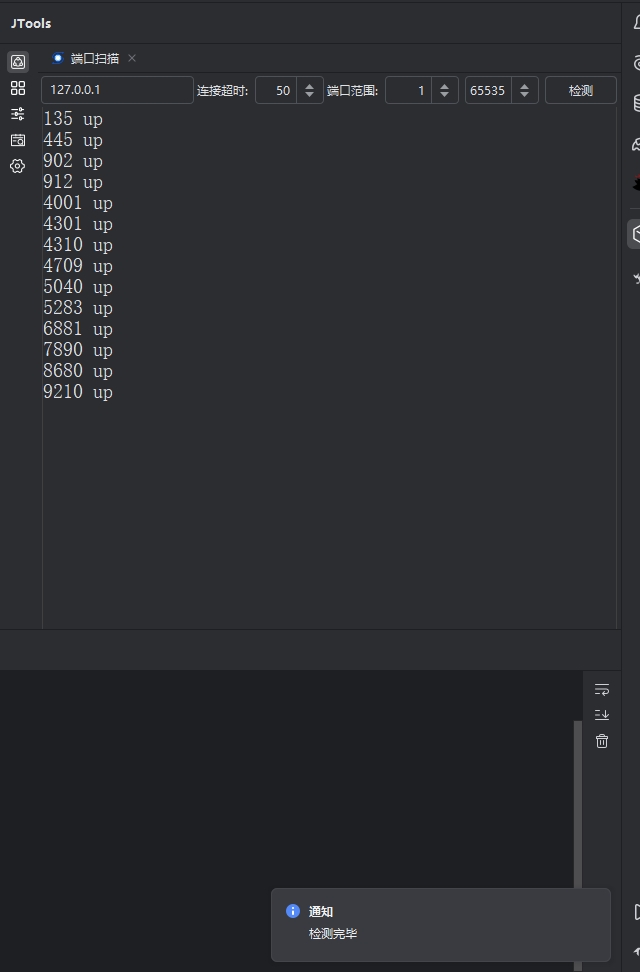 JTools
端口扫描
127.0.0.1 连接超时: 50 端口范围: 1 65535 检测
135 up
445 up
902 up
912 up
4001 up
4301 up
4310 up
4709 up
5040 up
5283 up
6881 up
7890 up
8680 up
9210 up
通知
检测完毕